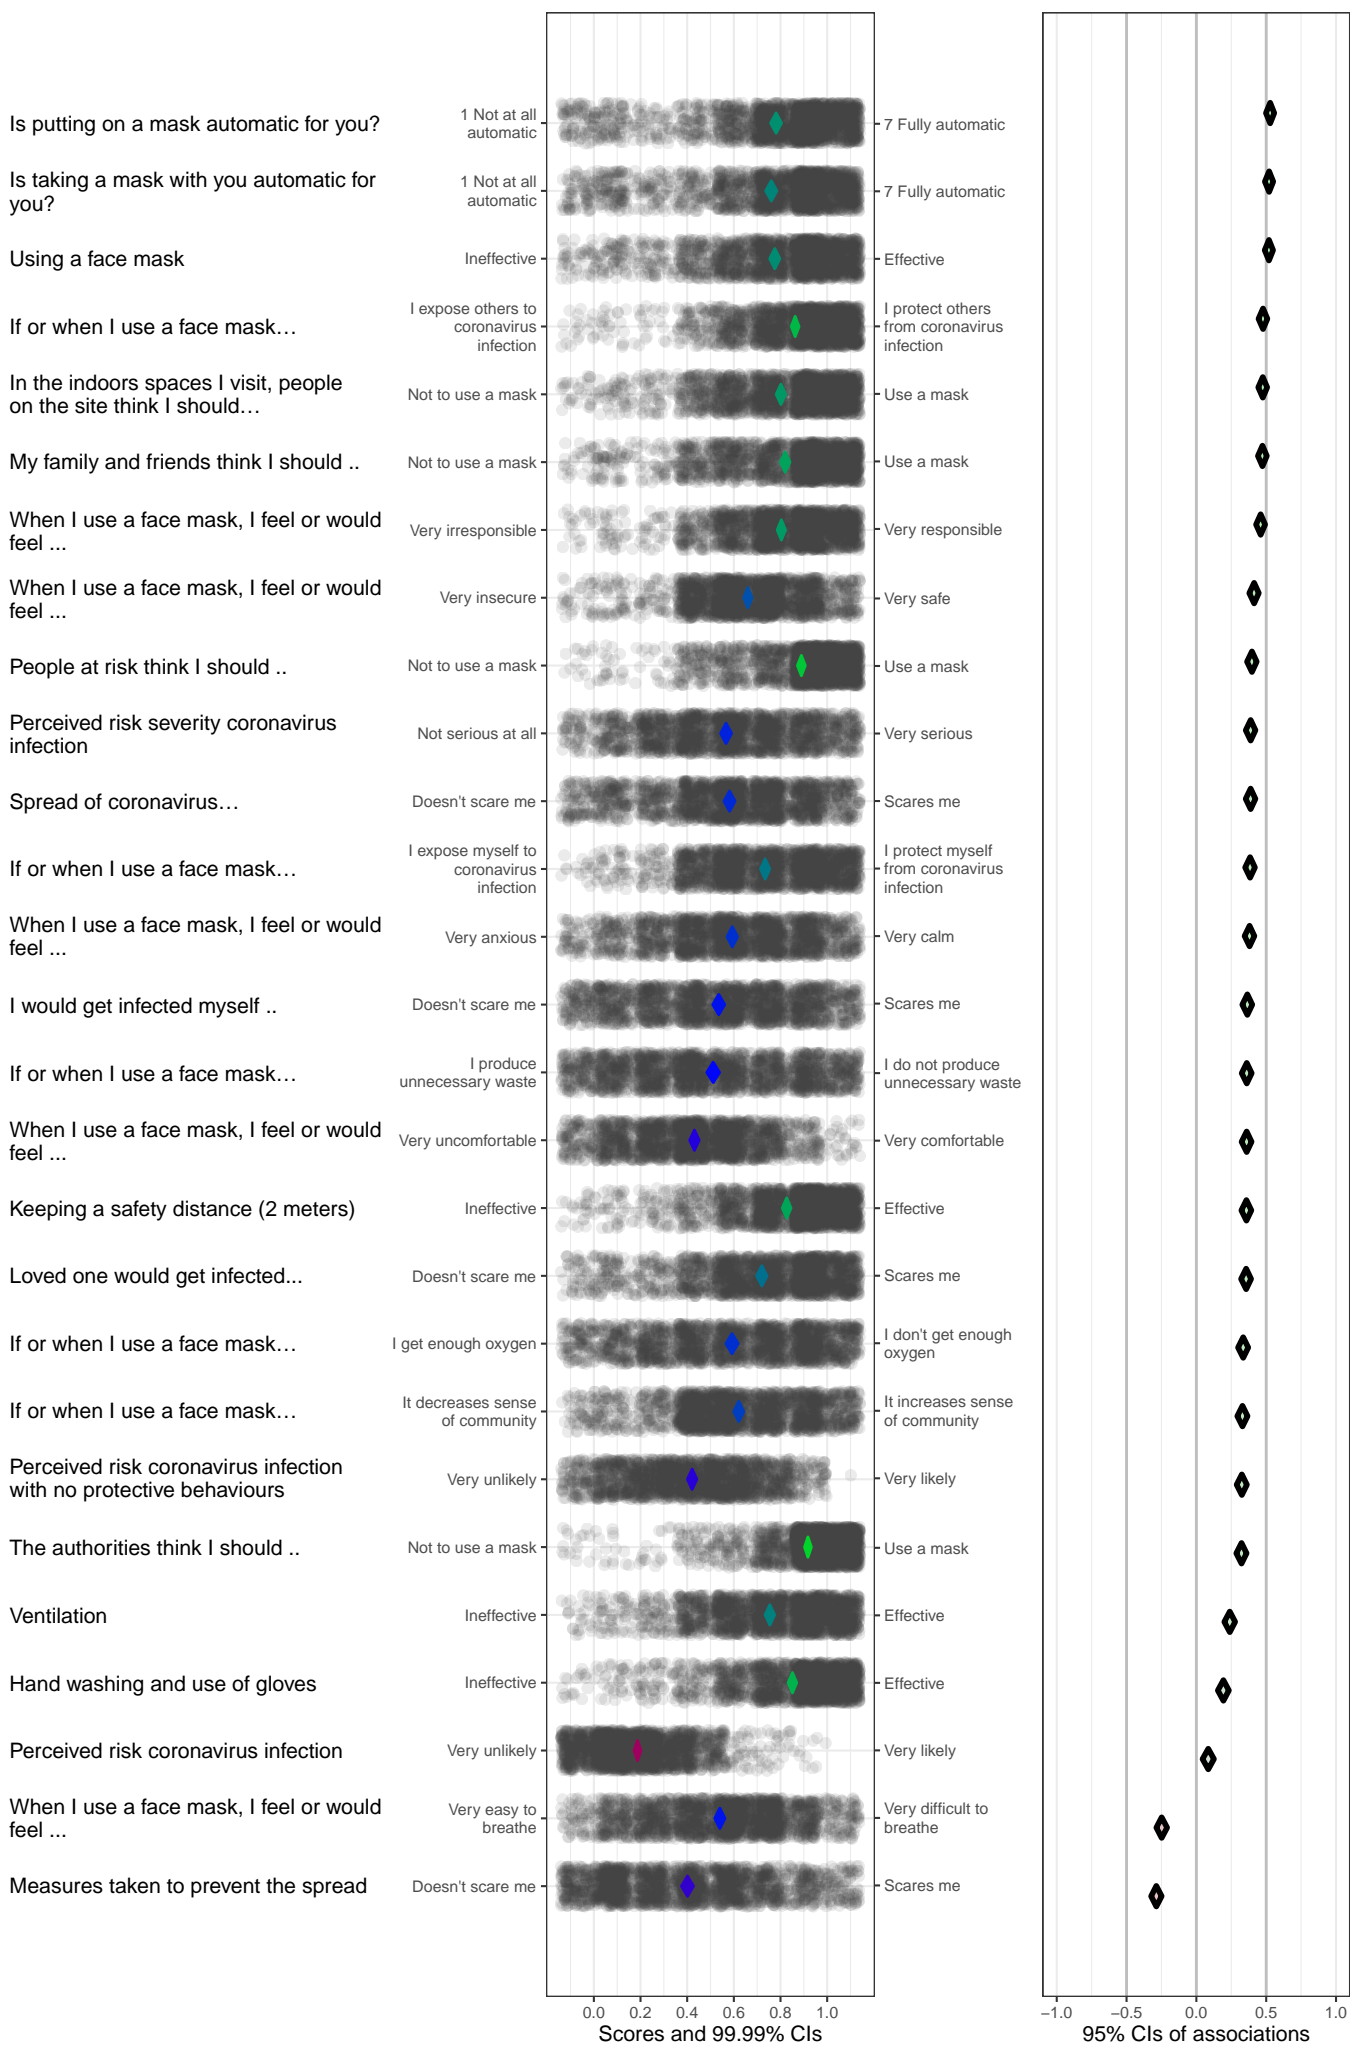 Is putting on a mask automatic for you?
1 Not at all
automatic
7 Fully automatic
Is taking a mask with you automatic for
you?
1 Not at all
automatic
7 Fully automatic
Using a face mask
Ineffective
Effective
If or when I use a face mask…
I expose others to
coronavirus
infection
I protect others
from coronavirus
infection
In the indoors spaces I visit, people
on the site think I should…
Not to use a mask
Use a mask
My family and friends think I should ..
Not to use a mask
Use a mask
When I use a face mask, I feel or would
feel ...
Very irresponsible
Very responsible
When I use a face mask, I feel or would
feel ...
Very insecure
Very safe
People at risk think I should ..
Not to use a mask
Use a mask
Perceived risk severity coronavirus
infection
Not serious at all
Very serious
Spread of coronavirus…
Doesn't scare me
Scares me
If or when I use a face mask…
I expose myself to
coronavirus
infection
I protect myself
from coronavirus
infection
When I use a face mask, I feel or would
feel ...
Very anxious
Very calm
I would get infected myself ..
Doesn't scare me
Scares me
If or when I use a face mask…
I produce
unnecessary waste
I do not produce
unnecessary waste
When I use a face mask, I feel or would
feel ...
Very uncomfortable
Very comfortable
Keeping a safety distance (2 meters)
Ineffective
Effective
Loved one would get infected...
Doesn't scare me
Scares me
If or when I use a face mask…
I get enough oxygen
I don't get enough
oxygen
If or when I use a face mask…
It decreases sense
of community
It increases sense
of community
Perceived risk coronavirus infection
with no protective behaviours
Very unlikely
Very likely
The authorities think I should ..
Not to use a mask
Use a mask
Ventilation
Ineffective
Effective
Hand washing and use of gloves
Ineffective
Effective
Perceived risk coronavirus infection
Very unlikely
Very likely
When I use a face mask, I feel or would
feel ...
Very easy to
breathe
Very difficult to
breathe
Measures taken to prevent the spread
Doesn't scare me
Scares me
0.0 0.2 0.4 0.6 0.8 1.0
Scores and 99.99% CIs
−1.0 −0.5 0.0 0.5 1.0
95% CIs of associations